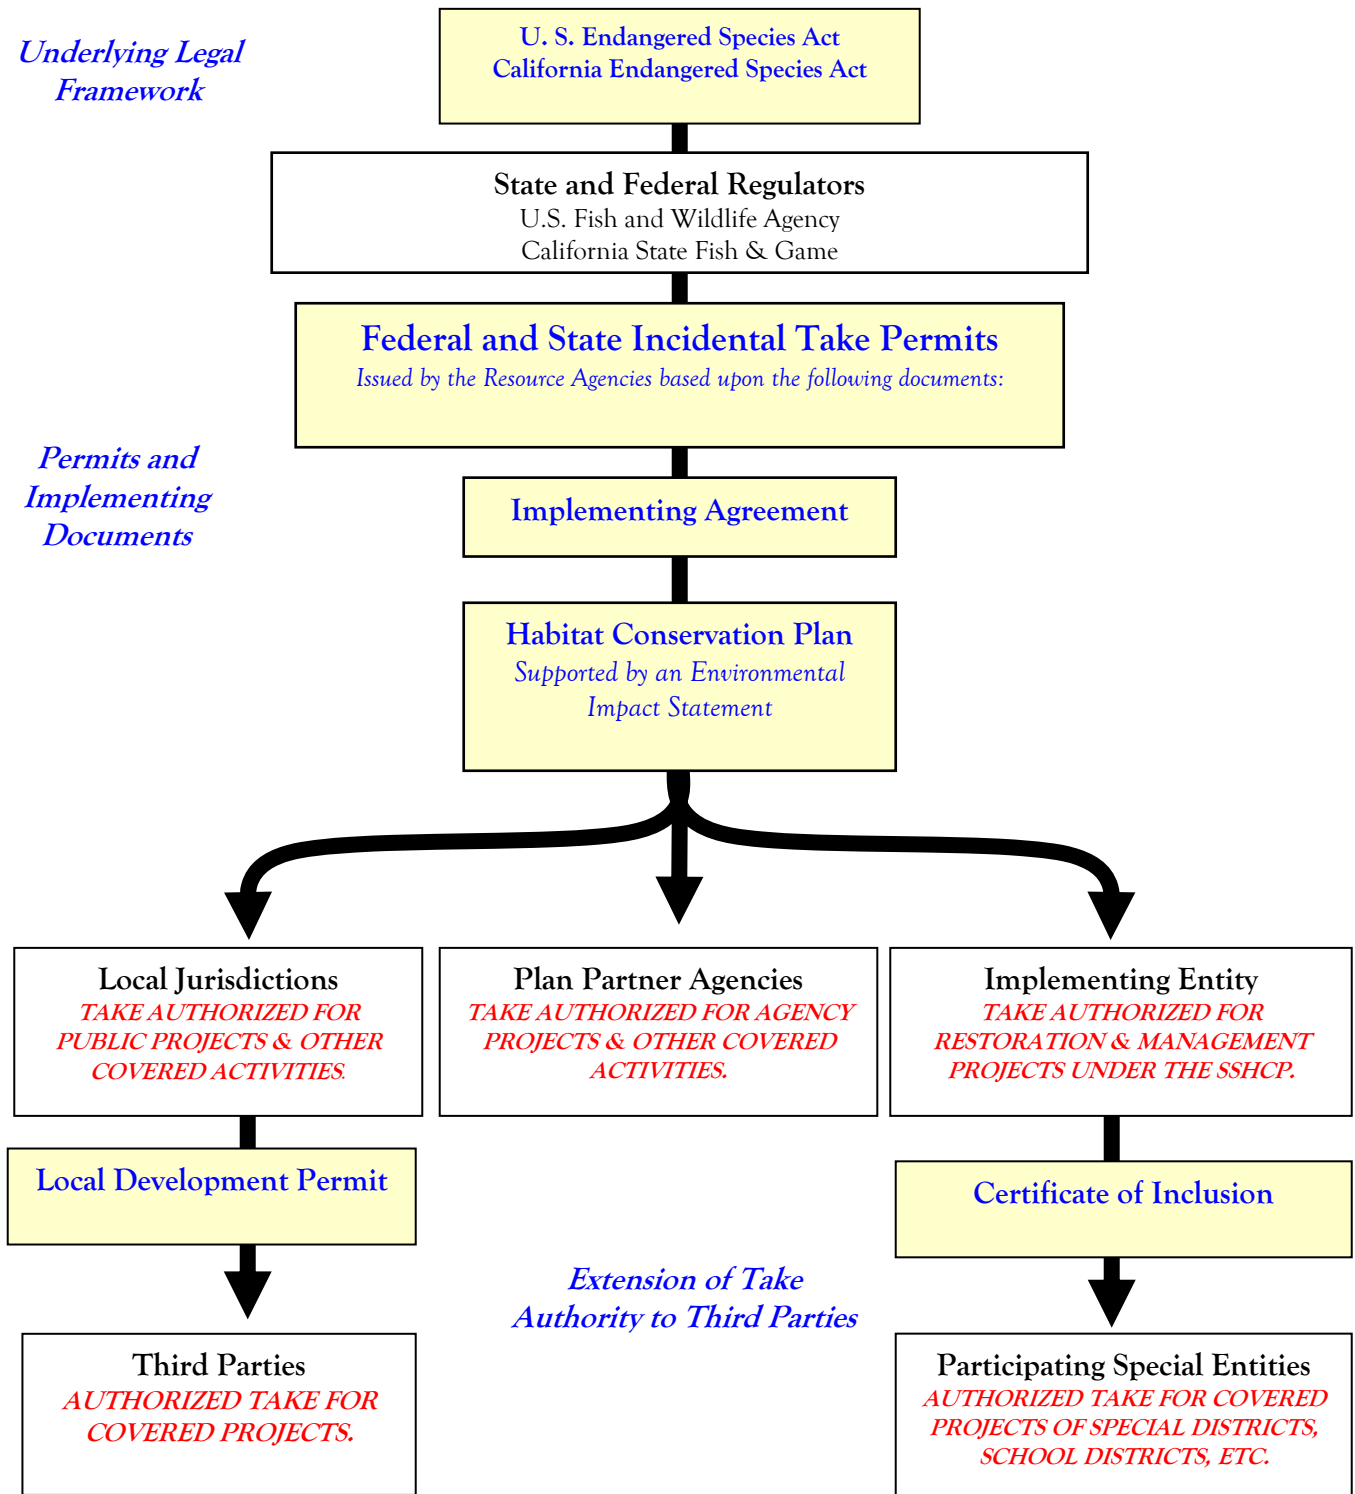 Underlying Legal
Framework
U. S. Endangered Species Act
California Endangered Species Act
State and Federal Regulators
U.S. Fish and Wildlife Agency
California State Fish & Game
Federal and State Incidental Take Permits
Issued by the Resource Agencies based upon the following documents:
Permits and
Implementing
Documents
Implementing Agreement
Habitat Conservation Plan
Supported by an Environmental
Impact Statement
Local Jurisdictions
TAKE AUTHORIZED FOR
PUBLIC PROJECTS & OTHER
COVERED ACTIVITIES.
Plan Partner Agencies
TAKE AUTHORIZED FOR AGENCY
PROJECTS & OTHER COVERED
ACTIVITIES.
Implementing Entity
TAKE AUTHORIZED FOR
RESTORATION & MANAGEMENT
PROJECTS UNDER THE SSHCP.
Local Development Permit
Certificate of Inclusion
Extension of Take
Authority to Third Parties
Third Parties
AUTHORIZED TAKE FOR
COVERED PROJECTS.
Participating Special Entities
AUTHORIZED TAKE FOR COVERED
PROJECTS OF SPECIAL DISTRICTS,
SCHOOL DISTRICTS, ETC.